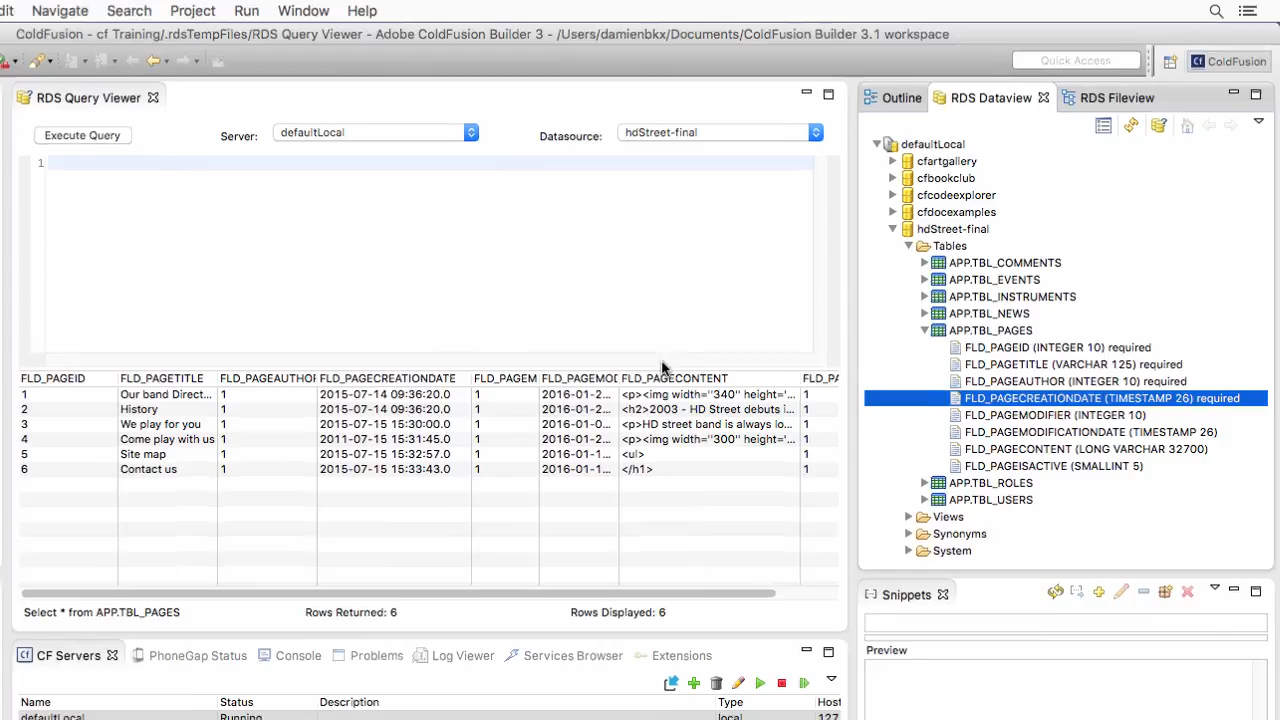 dit Navigate Search Project Run Window Help
ColdFusion - cf Training/.rdsTempFiles/RDS Query Viewer - Adobe ColdFusion Builder 3 - /Users/damienbkx/Documents/ColdFusion Builder 3.1 workspace
Quick Access
Cf ColdFusion
RDS Query Viewer
Outline RDS Dataview RDS Fileview
Execute Query Server: defaultLocal Datasource: hdStreet-final
1
defaultLocal
cfartgallery
cfbookclub
cfcodeexplorer
cfdocexamples
hdStreet-final
Tables
APP.TBL_COMMENTS
APP.TBL_EVENTS
APP.TBL_INSTRUMENTS
APP.TBL_NEWS
APP.TBL_PAGES
FLD_PAGEID (INTEGER 10) required
FLD_PAGETITLE (VARCHAR 125) required
FLD_PAGEAUTHOR (INTEGER 10) required
FLD_PAGECREATIONDATE (TIMESTAMP 26) required
FLD_PAGEMODIFIER (INTEGER 10)
FLD_PAGEMODIFICATIONDATE (TIMESTAMP 26)
FLD_PAGECONTENT (LONG VARCHAR 32700)
FLD_PAGEISACTIVE (SMALLINT 5)
APP.TBL_ROLES
APP.TBL_USERS
Views
Synonyms
System
FLD_PAGEID FLD_PAGETITLE FLD_PAGEAUTHOR FLD_PAGECREATIONDATE FLD_PAGEM FLD_PAGEMOD FLD_PAGECONTENT FLD_PA
1 Our band Direct... 1 2015-07-14 09:36:20.0 1 2016-01-2... <p><img width="340" height='... 1
2 History 1 2015-07-14 09:36:20.0 1 2016-01-2... <h2>2003 - HD Street debuts i... 1
3 We play for you 1 2015-07-15 15:30:00.0 1 2016-01-0... <p>HD street band is always lo... 1
4 Come play with us 1 2011-07-15 15:31:45.0 1 2016-01-2... <p><img width="300" height='... 1
5 Site map 1 2015-07-15 15:32:57.0 1 2016-01-1... <ul> 1
6 Contact us 1 2015-07-15 15:33:43.0 1 2016-01-1... </h1> 1
Select * from APP.TBL_PAGES Rows Returned: 6 Rows Displayed: 6
Snippets
Preview
Cf CF Servers PhoneGap Status Console Problems Log Viewer Services Browser Extensions
Name Status Description Type Host
defaultLocal Running local 127